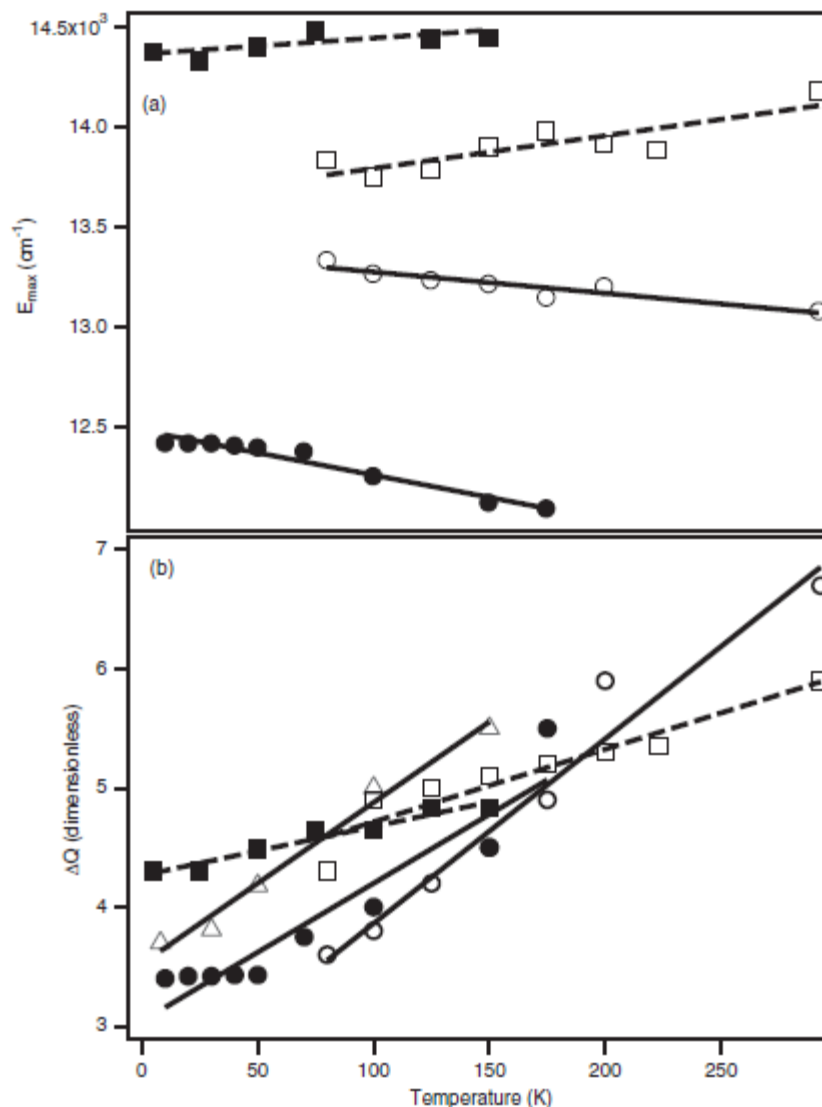 14.5x10³
(a)
14.0
13.5
13.0
12.5
E_max (cm⁻¹)
7
(b)
6
5
4
3
ΔQ (dimensionless)
0 50 100 150 200 250
Temperature (K)